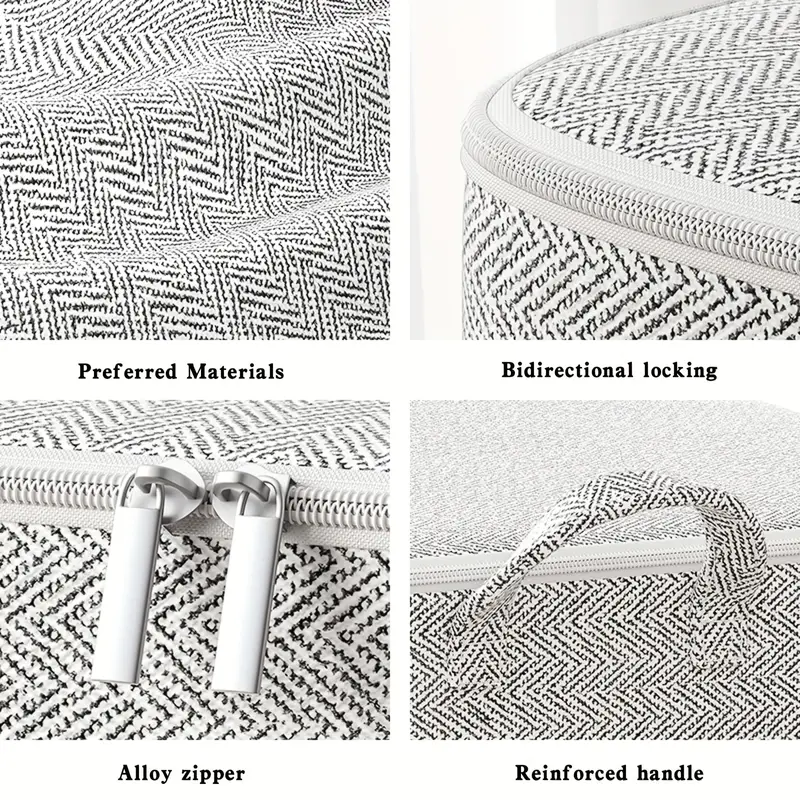 Preferred Materials
Bidirectional locking
Alloy zipper
Reinforced handle